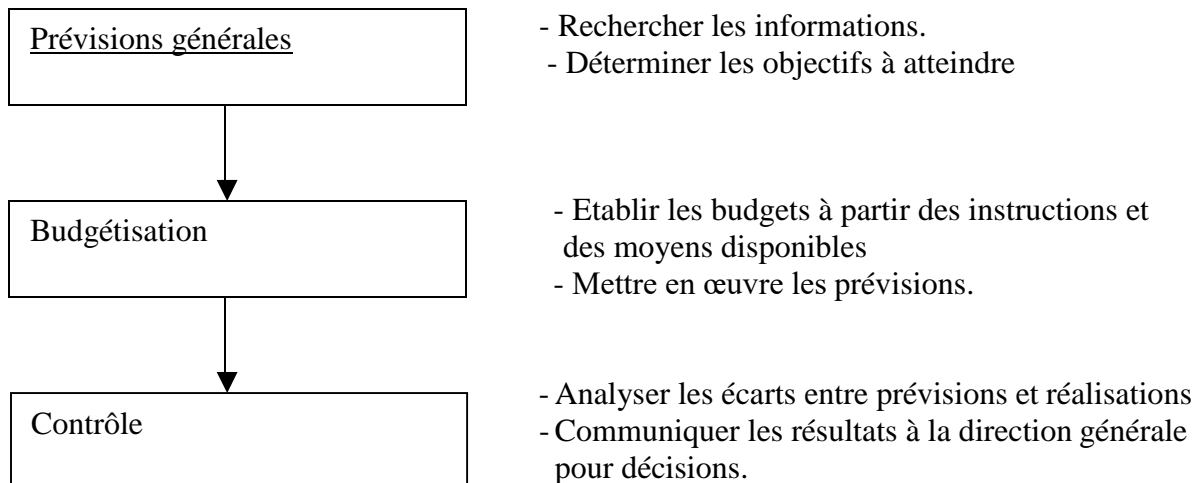 Prévisions générales
- Rechercher les informations.
- Déterminer les objectifs à atteindre
Budgétisation
- Etablir les budgets à partir des instructions et
des moyens disponibles
- Mettre en œuvre les prévisions.
Contrôle
- Analyser les écarts entre prévisions et réalisations
- Communiquer les résultats à la direction générale
pour décisions.